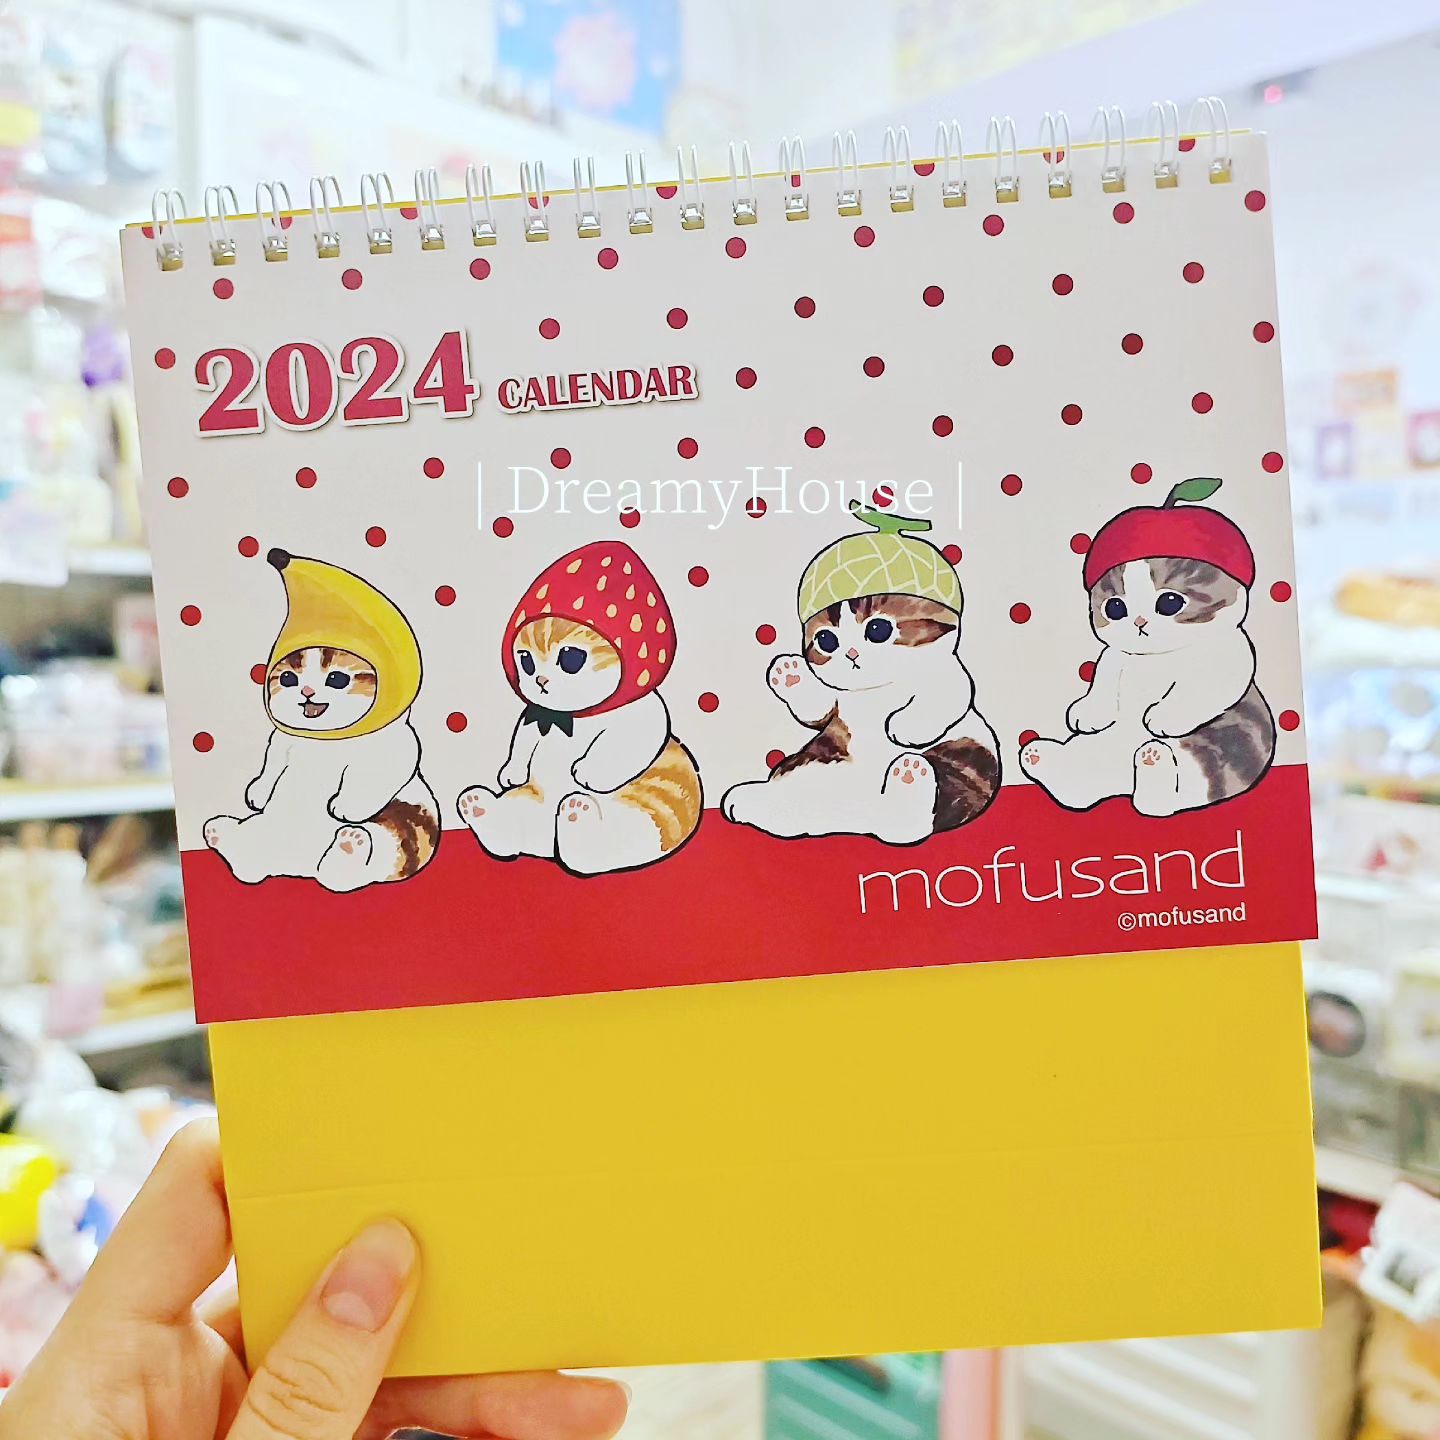 2024 CALENDAR
| DreamyHouse |
mofusand
©mofusand